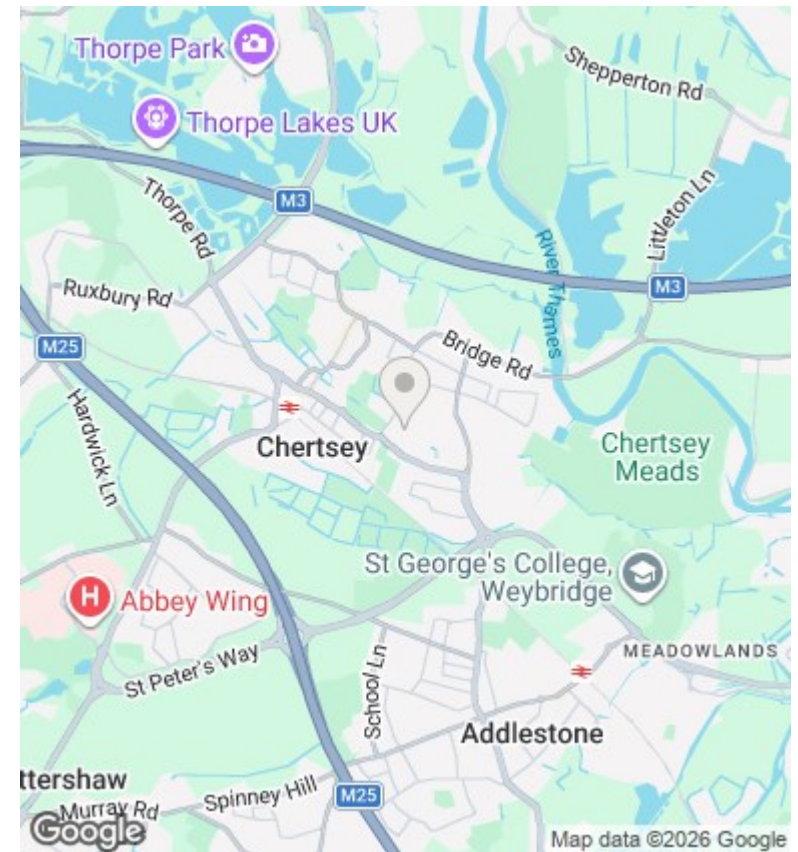 Thorpe Park
Shepperton Rd
Thorpe Lakes UK
Thorpe Rd
M3
Littleton Ln
River Thames
Ruxbury Rd
M3
M25
Bridge Rd
Hardwick Ln
Chertsey
Chertsey
Meads
St George's College,
Weybridge
H
Abbey Wing
MEADOWLANDS
St Peter's Way
School Ln
Addlestone
ttershaw
Murray Rd
Spinney Hill
M25
Google
Map data ©2026 Google